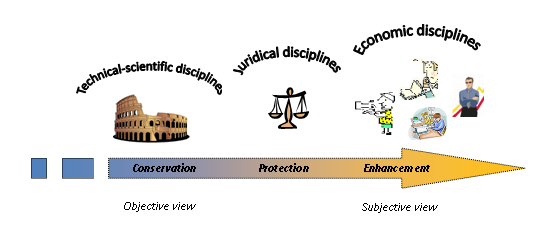 Technical-scientific disciplines
Juridical disciplines
Economic disciplines
Conservation
Protection
Enhancement
Objective view
Subjective view